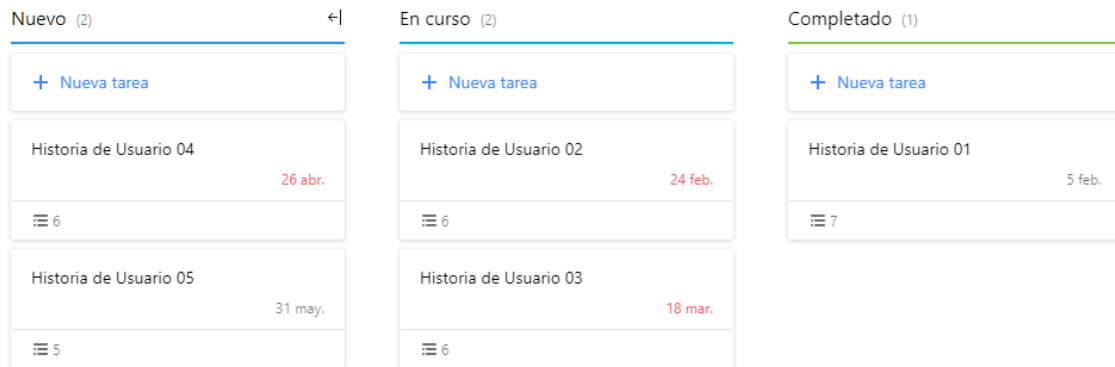 Nuevo (2)
+ Nueva tarea
Historia de Usuario 04
26 abr.
6
Historia de Usuario 05
31 may.
5
En curso (2)
+ Nueva tarea
Historia de Usuario 02
24 feb.
6
Historia de Usuario 03
18 mar.
6
Completado (1)
+ Nueva tarea
Historia de Usuario 01
5 feb.
7